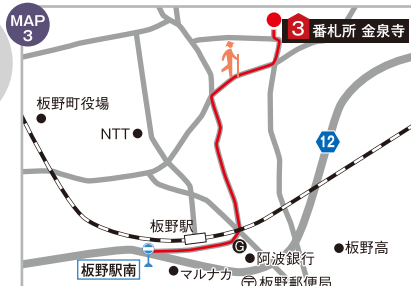 MAP
3
3 番札所 金泉寺
板野町役場
NTT
12
板野駅
G
阿波銀行
板野高
板野駅南
マルナカ
板野郵便局